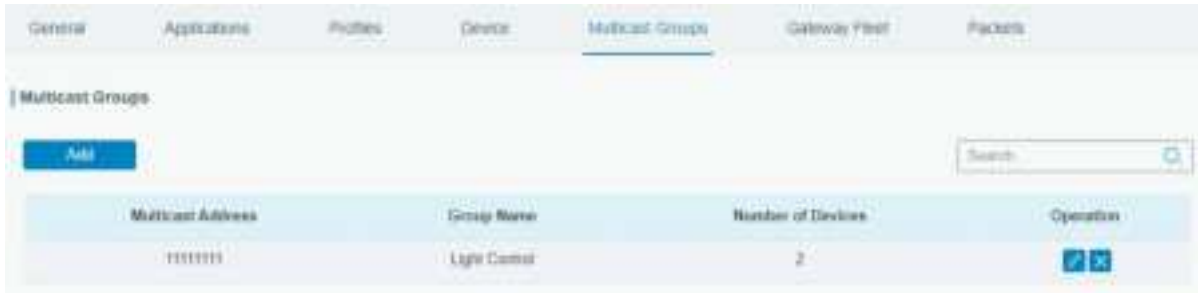 General Applications Profiles Device Multicast Groups Gateway Fleet Packets
Multicast Groups
Add
Search
Multicast Address Group Name Number of Devices Operation
11111111 Light Control 2